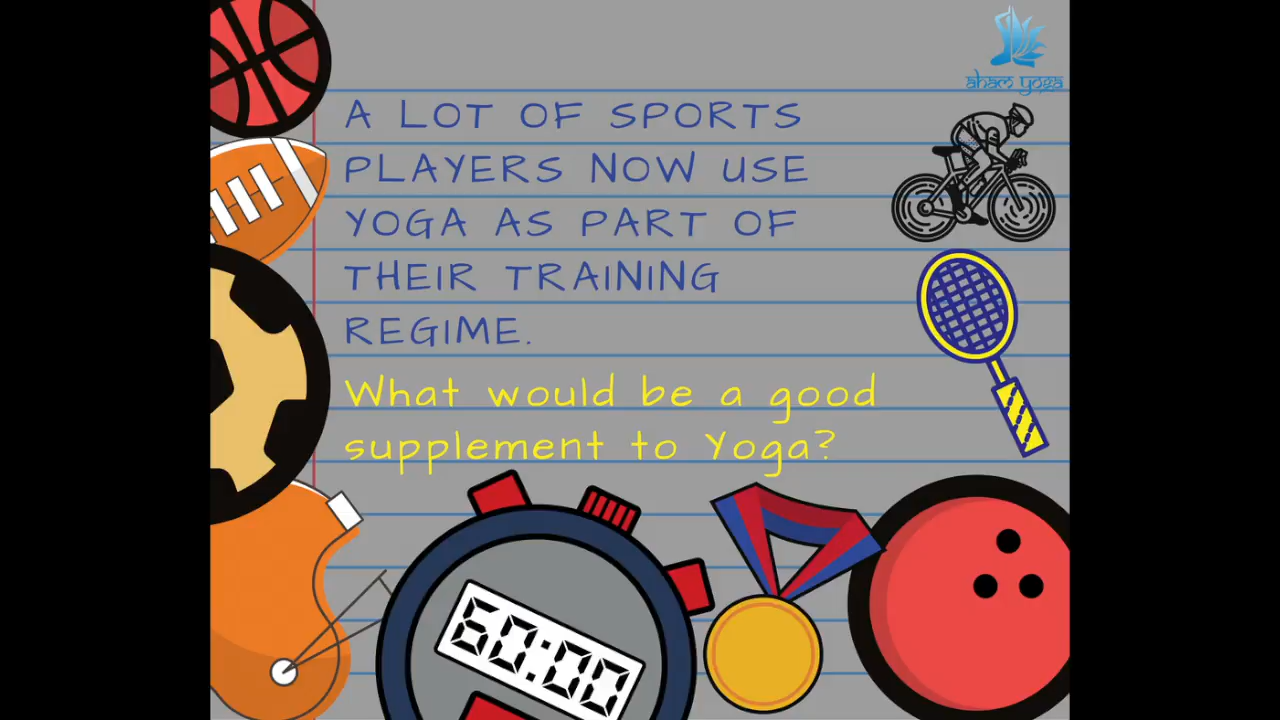 aham yoga
A LOT OF SPORTS
PLAYERS NOW USE
YOGA AS PART OF
THEIR TRAINING
REGIME.
What would be a good
supplement to Yoga?
60:00